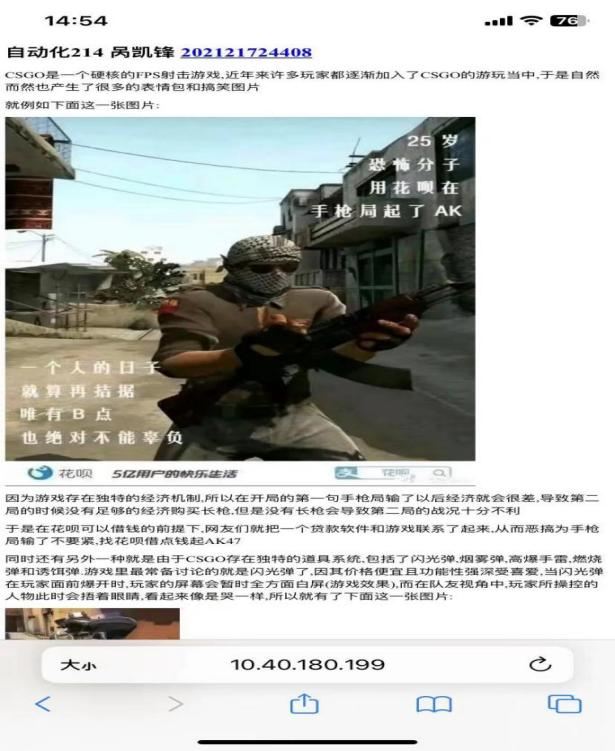 14:54
76
自动化214 呙凯锋 202121724408
CSGO是一个硬核的FPS射击游戏,近年来许多玩家都逐渐加入了CSGO的游玩当中,于是自然
而然也产生了很多的表情包和搞笑图片
就例如下面这一张图片:
25 岁
恐怖分子
用花呗在
手枪局起了 AK
一个人的日子
就算再拮据
唯有 B 点
也绝对不能辜负
花呗 5亿用户的快乐生活 支 花呗
因为游戏存在独特的经济机制,所以在开局的第一句手枪局输了以后经济就会很差,导致第二
局的时候没有足够的经济购买长枪,但是没有长枪会导致第二局的战况十分不利
于是在花呗可以借钱的前提下,网友们就把一个贷款软件和游戏联系了起来,从而恶搞为手枪
局输了不要紧,找花呗借点钱起AK47
同时还有另外一种就是由于CSGO存在独特的道具系统,包括了闪光弹,烟雾弹,高爆手雷,燃烧
弹和诱饵弹.游戏里最常备讨论的就是闪光弹了,因其价格便宜且功能性强深受喜爱,当闪光弹
在玩家面前爆开时,玩家的屏幕会暂时全方面白屏(游戏效果),而在队友视角中,玩家所操控的
人物此时会捂着眼睛,看起来像是哭一样,所以就有了下面这一张图片:
大小 10.40.180.199